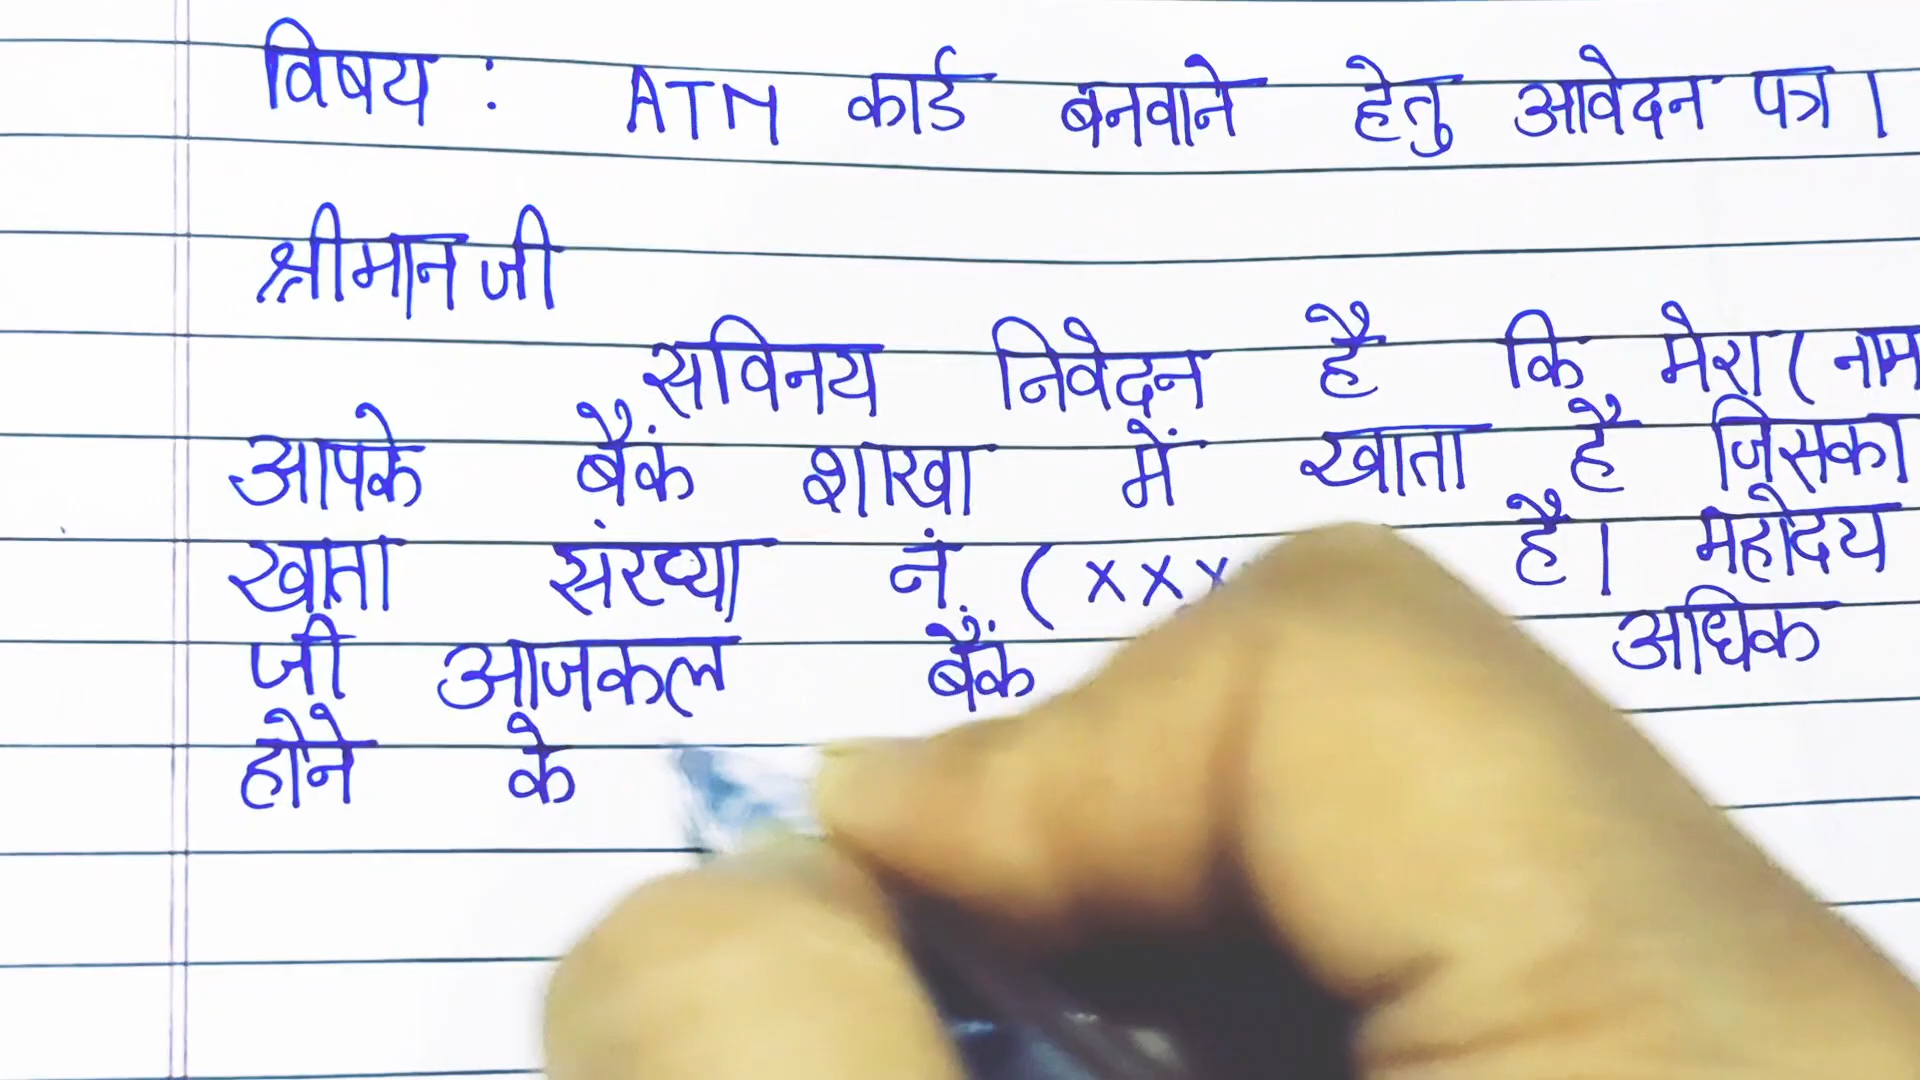 विषय : ATM कार्ड बनवाने हेतु आवेदन पत्र।
श्रीमान जी
सविनय निवेदन है कि मेरा ( नाम
आपके बैंक शाखा में खाता है जिसका
खाता संख्या नं. ( xxx है। महोदय
जी आजकल बैंक अधिक
होने के